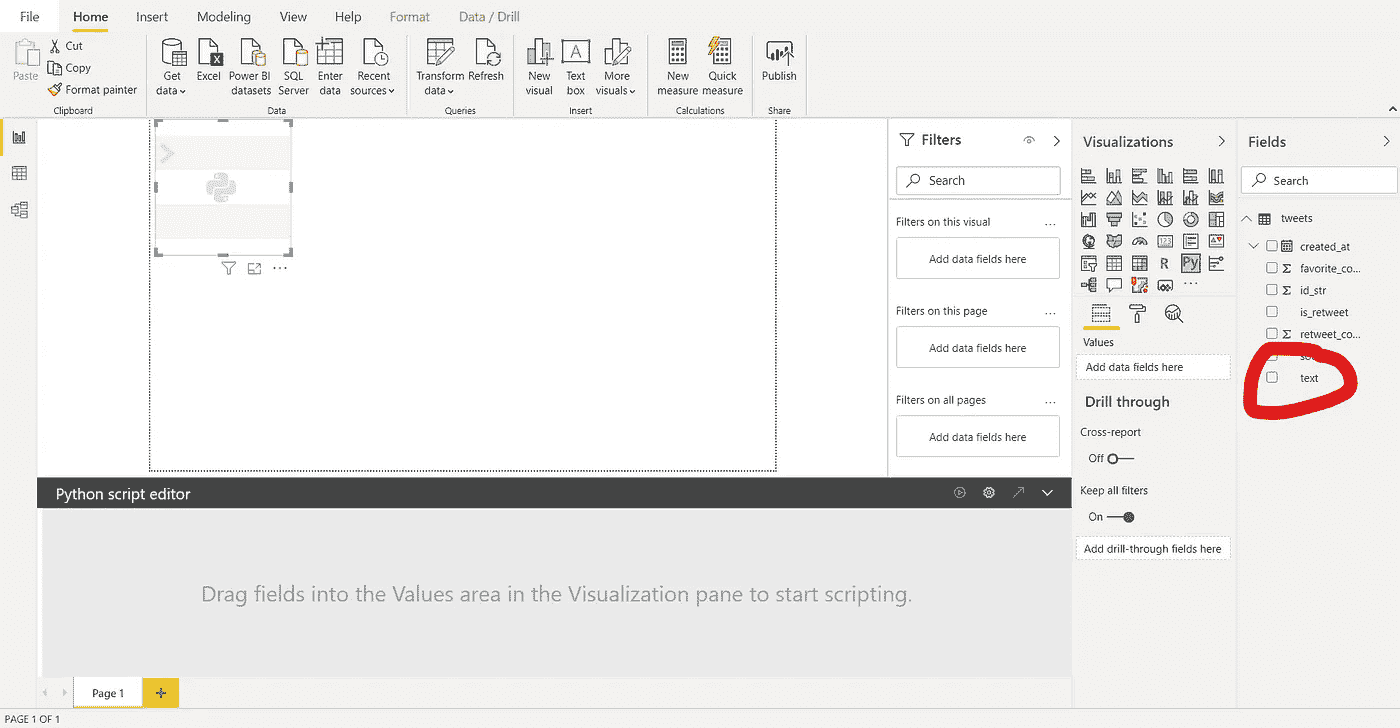 File Home Insert Modeling View Help Format Data / Drill
Paste
Cut
Copy
Format painter
Clipboard
Get data
Excel
Power BI datasets
SQL Server
Enter data
Recent sources
Data
Transform data
Refresh
Queries
New visual
Text box
More visuals
Insert
New measure
Quick measure
Calculations
Publish
Share
Filters
Search
Filters on this visual ...
Add data fields here
Filters on this page ...
Add data fields here
Filters on all pages ...
Add data fields here
Visualizations
123
R
Py
...
Values
Add data fields here
Drill through
Cross-report
Off
Keep all filters
On
Add drill-through fields here
Fields
Search
tweets
created_at
Σ favorite_co...
Σ id_str
is_retweet
Σ retweet_co...
text
Python script editor
Drag fields into the Values area in the Visualization pane to start scripting.
Page 1
PAGE 1 OF 1